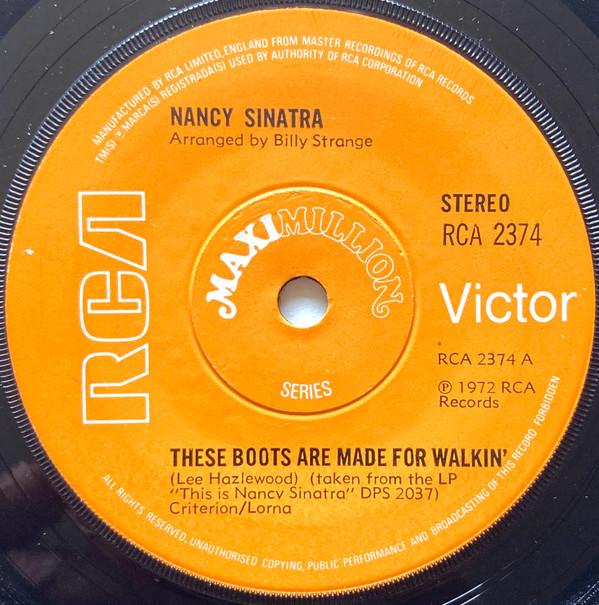 MANUFACTURED BY RCA LIMITED, ENGLAND FROM MASTER RECORDINGS OF RCA RECORDS
TM(S) ® MARCA(S) REGISTRADA(S) USED BY AUTHORITY OF RCA CORPORATION
NANCY SINATRA
Arranged by Billy Strange
RCA
MAXIMILLION
SERIES
STEREO
RCA 2374
Victor
RCA 2374 A
℗ 1972 RCA
Records
THESE BOOTS ARE MADE FOR WALKIN'
(Lee Hazlewood) (taken from the LP
"This is Nancy Sinatra" DPS 2037)
Criterion/Lorna
ALL RIGHTS RESERVED, UNAUTHORISED COPYING, PUBLIC PERFORMANCE AND BROADCASTING OF THIS RECORD FORBIDDEN